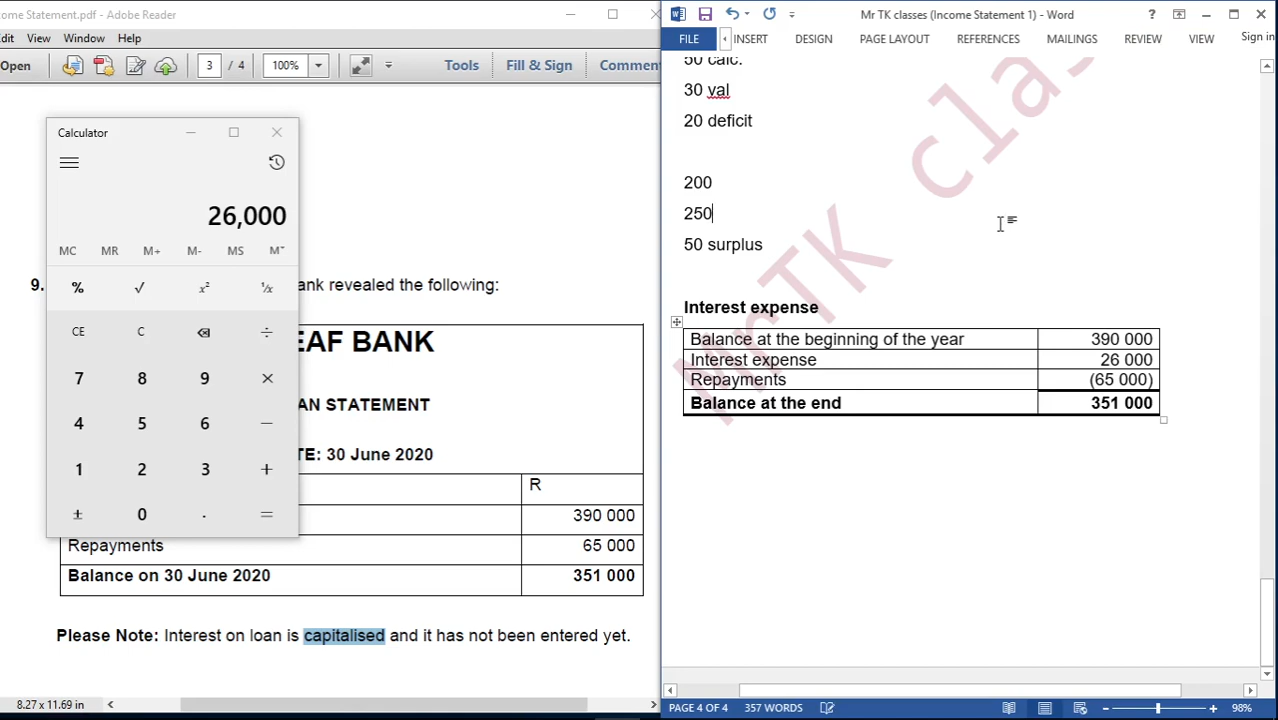 ome Statement.pdf - Adobe Reader
dit View Window Help
Open 3 / 4 100% Tools Fill & Sign Comment
Calculator
26,000
MC MR M+ M- MS M˅
% √ x² ¹/x
CE C ⌫ ÷
7 8 9 ×
4 5 6 −
1 2 3 +
± 0 . =
9. ank revealed the following:
EAF BANK
AN STATEMENT
TE: 30 June 2020
R
390 000
Repayments 65 000
Balance on 30 June 2020 351 000
Please Note: Interest on loan is capitalised and it has not been entered yet.
8.27 x 11.69 in
Mr TK classes (Income Statement 1) - Word
Sign in
FILE INSERT DESIGN PAGE LAYOUT REFERENCES MAILINGS REVIEW VIEW
50 calc.
30 val
20 deficit
200
250
50 surplus
Interest expense
Balance at the beginning of the year 390 000
Interest expense 26 000
Repayments (65 000)
Balance at the end 351 000
MrTK clas
PAGE 4 OF 4 357 WORDS 98%